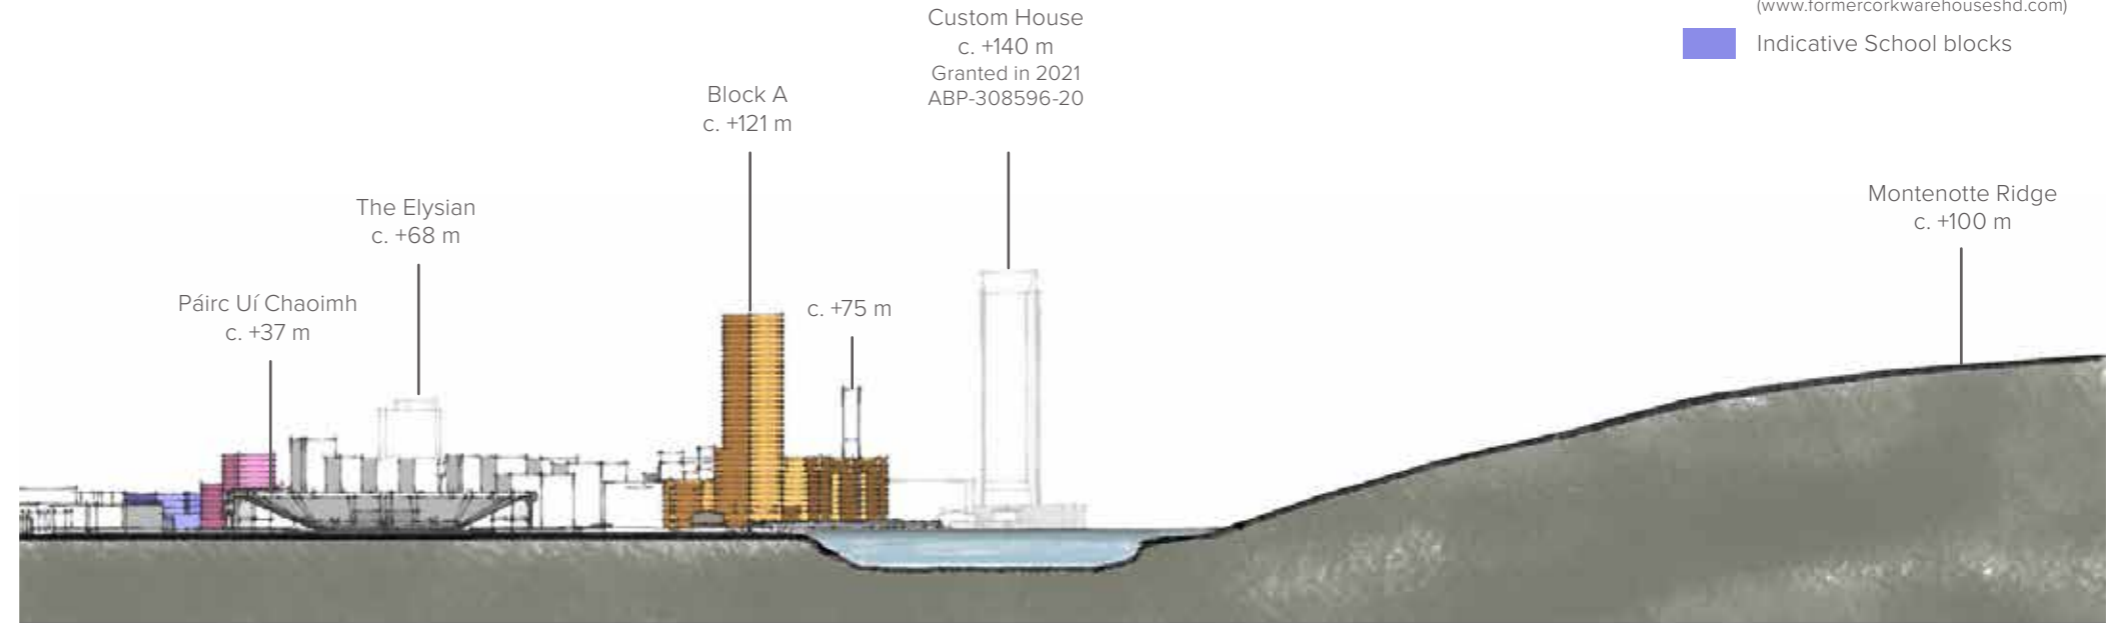 (www.formercorkwarehouseshd.com)
Indicative School blocks
Custom House
c. +140 m
Granted in 2021
ABP-308596-20
Block A
c. +121 m
The Elysian
c. +68 m
Páirc Uí Chaoimh
c. +37 m
c. +75 m
Montenotte Ridge
c. +100 m